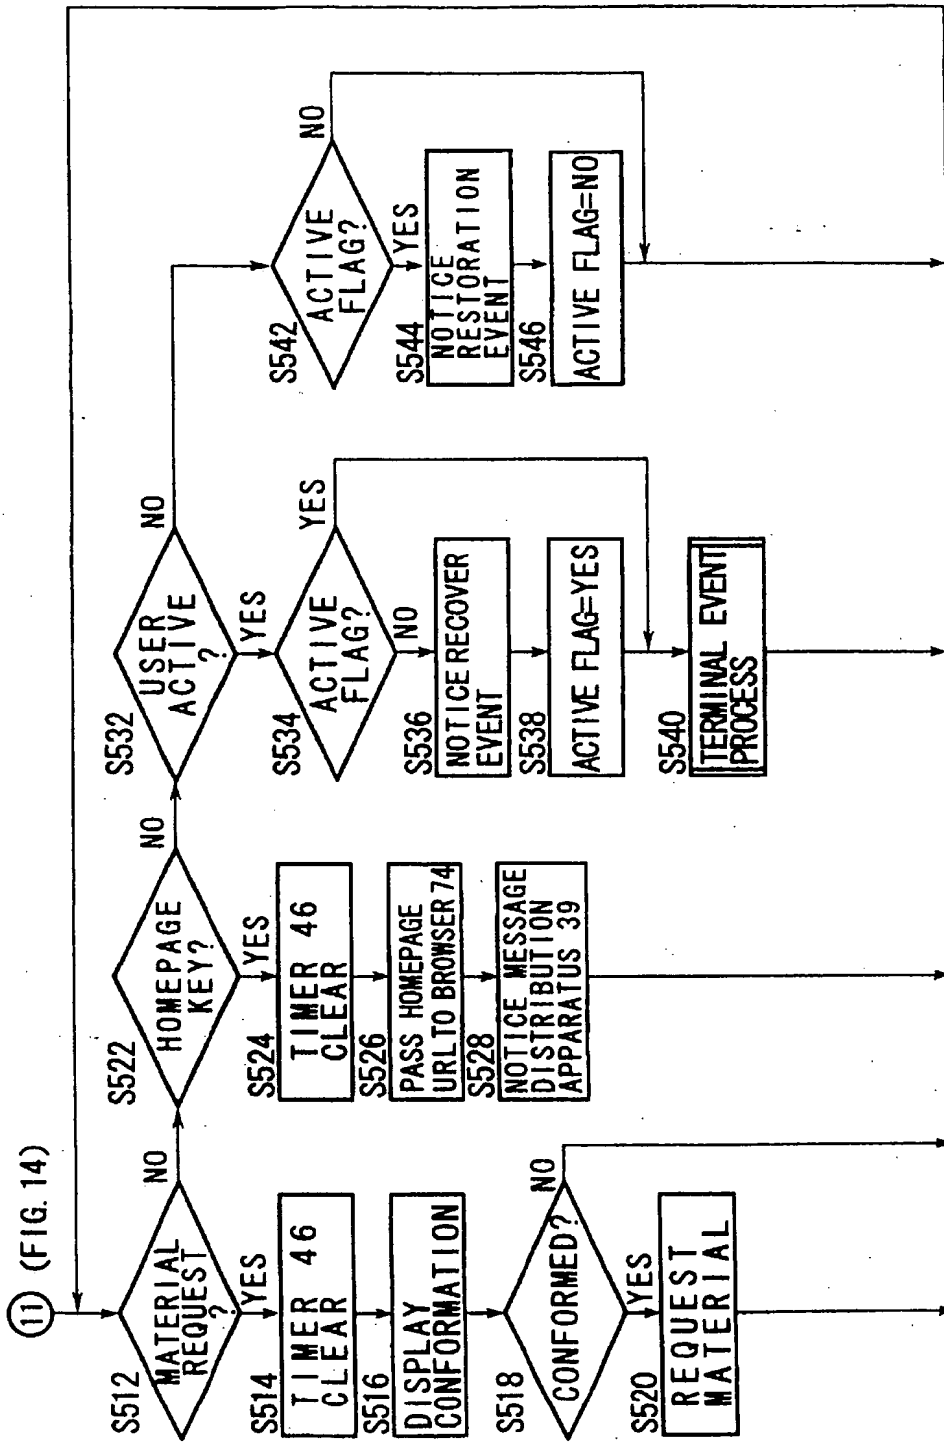 11 (FIG. 14)
S512
MATERIAL
REQUEST
?
NO
YES
S514
TIMER 46
CLEAR
S516
DISPLAY
CONFORMATION
S518
CONFORMED?
NO
YES
S520
REQUEST
MATERIAL
S522
HOMEPAGE
KEY?
NO
YES
S524
TIMER 46
CLEAR
S526
PASS HOMEPAGE
URL TO BROWSER 74
S528
NOTICE MESSAGE
DISTRIBUTION
APPARATUS 39
S532
USER
ACTIVE
?
NO
YES
S534
ACTIVE
FLAG?
YES
NO
S536
NOTICE RECOVER
EVENT
S538
ACTIVE FLAG=YES
S540
TERMINAL EVENT
PROCESS
S542
ACTIVE
FLAG?
NO
YES
S544
NOTICE
RESTORATION
EVENT
S546
ACTIVE FLAG=NO